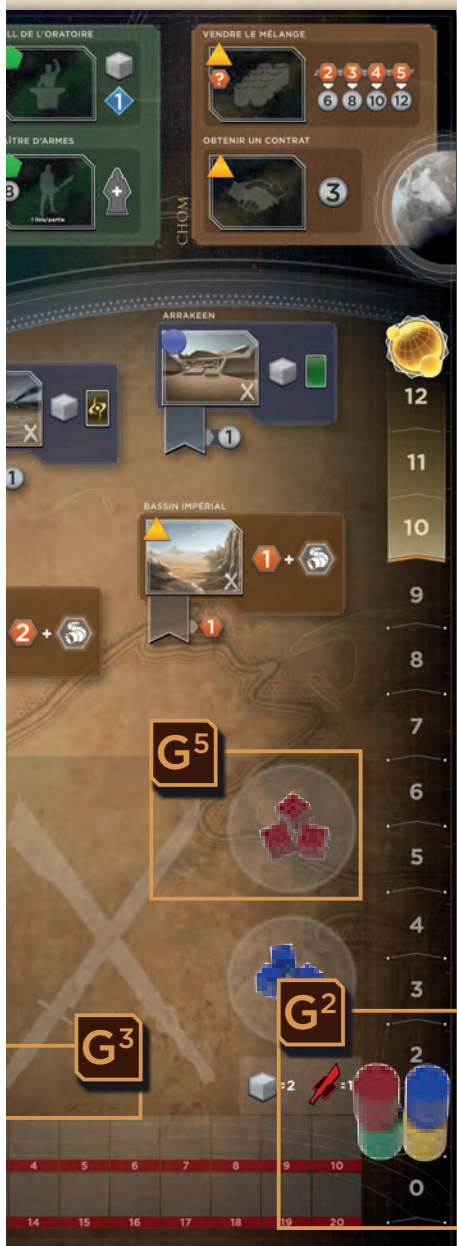 LL DE L'ORATOIRE
1
AÎTRE D'ARMES
8
+
1 fois/partie
CHOM
VENDRE LE MÉLANGE
?
2 3 4 5
6 8 10 12
OBTENIR UN CONTRAT
3
ARRAKEEN
X
1
X
1
BASSIN IMPÉRIAL
X
1 +
1
2 +
12
11
10
9
8
7
6
5
4
3
2
0
G5
G2
G3
=2 =1
4 5 6 7 8 9 10
14 15 16 17 18 19 20